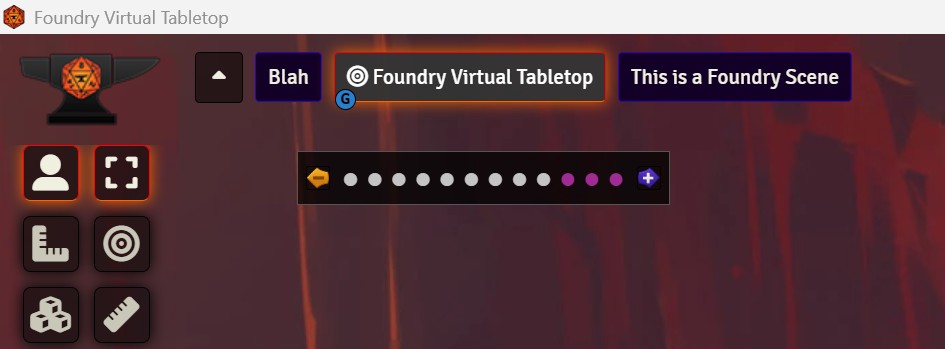 Foundry Virtual Tabletop
Blah
Foundry Virtual Tabletop
This is a Foundry Scene
G